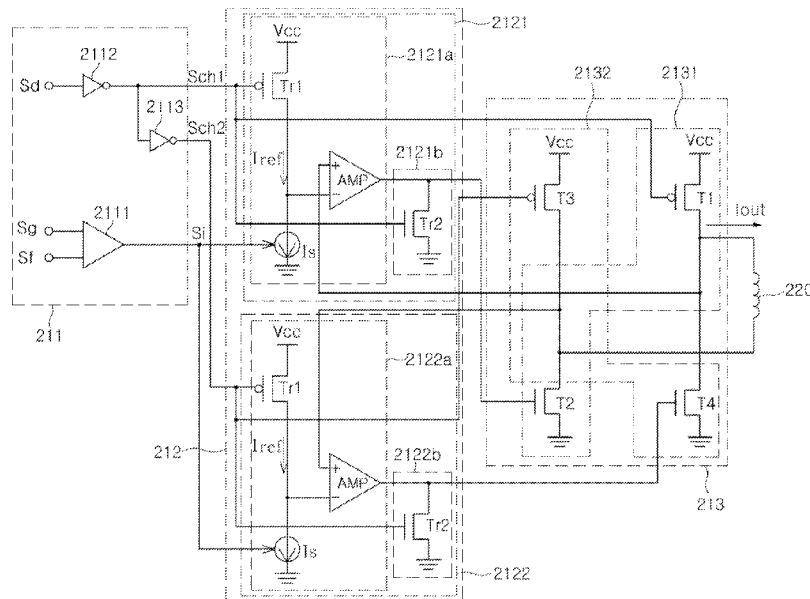 2121
2112
Vcc
2121a
Sd
Sch1
Tr1
2132
2131
2113
Sch2
2121b
Vcc
Vcc
Iref
+
AMP
−
T3
T1
Iout
2111
Sg
Si
Tr2
Sf
Is
220
211
Vcc
2122a
Tr1
T2
T4
212
Iref
2122b
+
AMP
−
213
Tr2
Is
2122